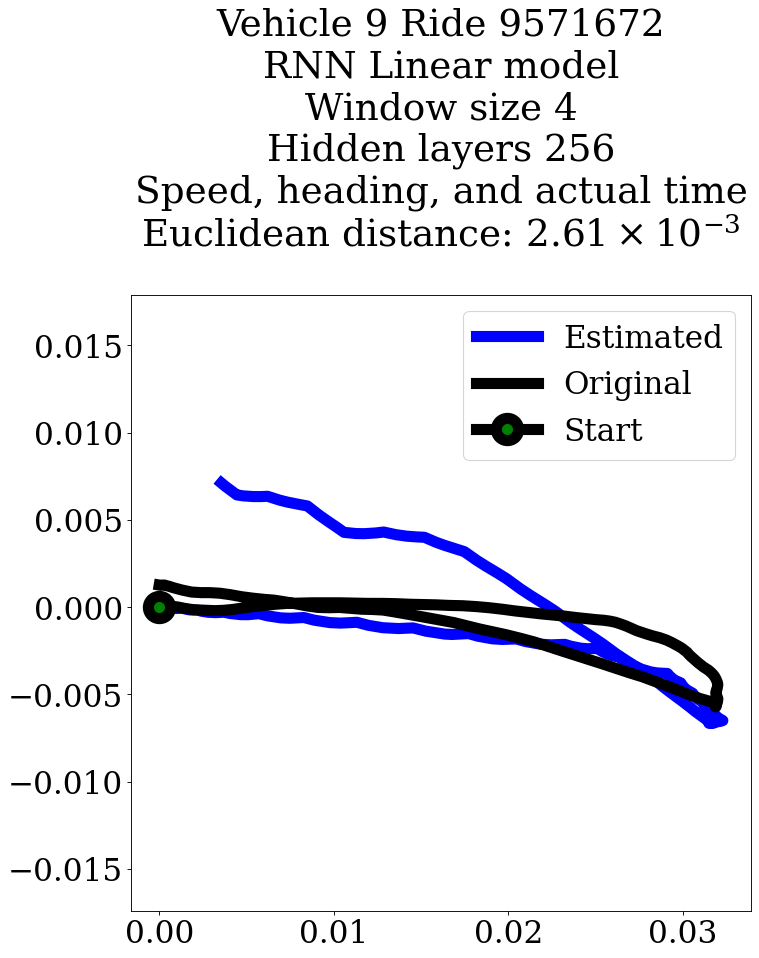 Vehicle 9 Ride 9571672
RNN Linear model
Window size 4
Hidden layers 256
Speed, heading, and actual time
Euclidean distance: 2.61 × 10⁻³
Estimated
Original
Start
0.015
0.010
0.005
0.000
−0.005
−0.010
−0.015
0.00 0.01 0.02 0.03